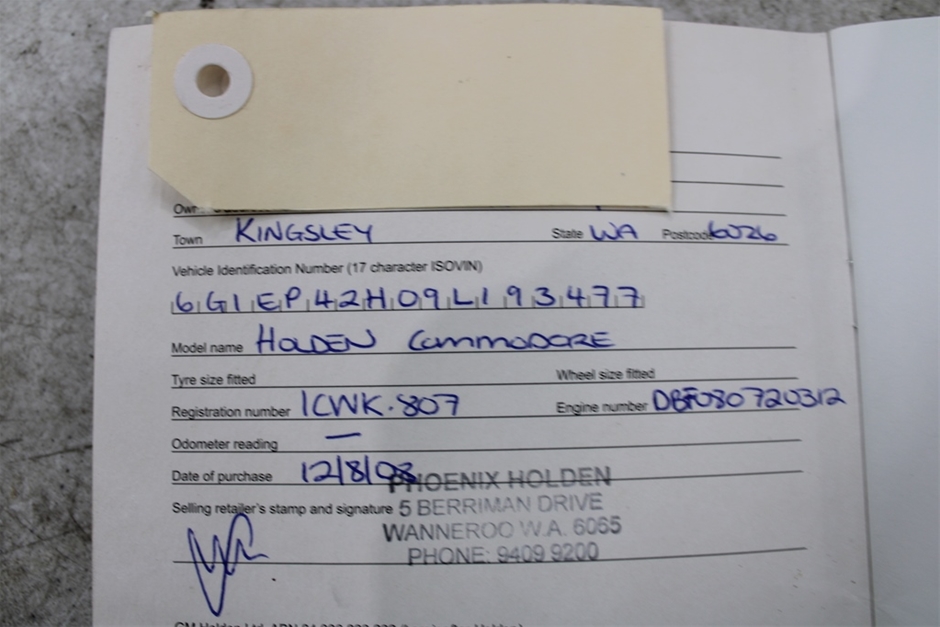 Town KINGSLEY State WA Postcode 6026
Vehicle Identification Number (17 character ISOVIN)
6G1EP42H09L193477
Model name HOLDEN COMMODORE
Tyre size fitted Wheel size fitted
Registration number 1CWK·807 Engine number DBF080720312
Odometer reading —
Date of purchase 12/8/08
PHOENIX HOLDEN
Selling retailer's stamp and signature 5 BERRIMAN DRIVE
WANNEROO W.A. 6065
PHONE: 9409 9200